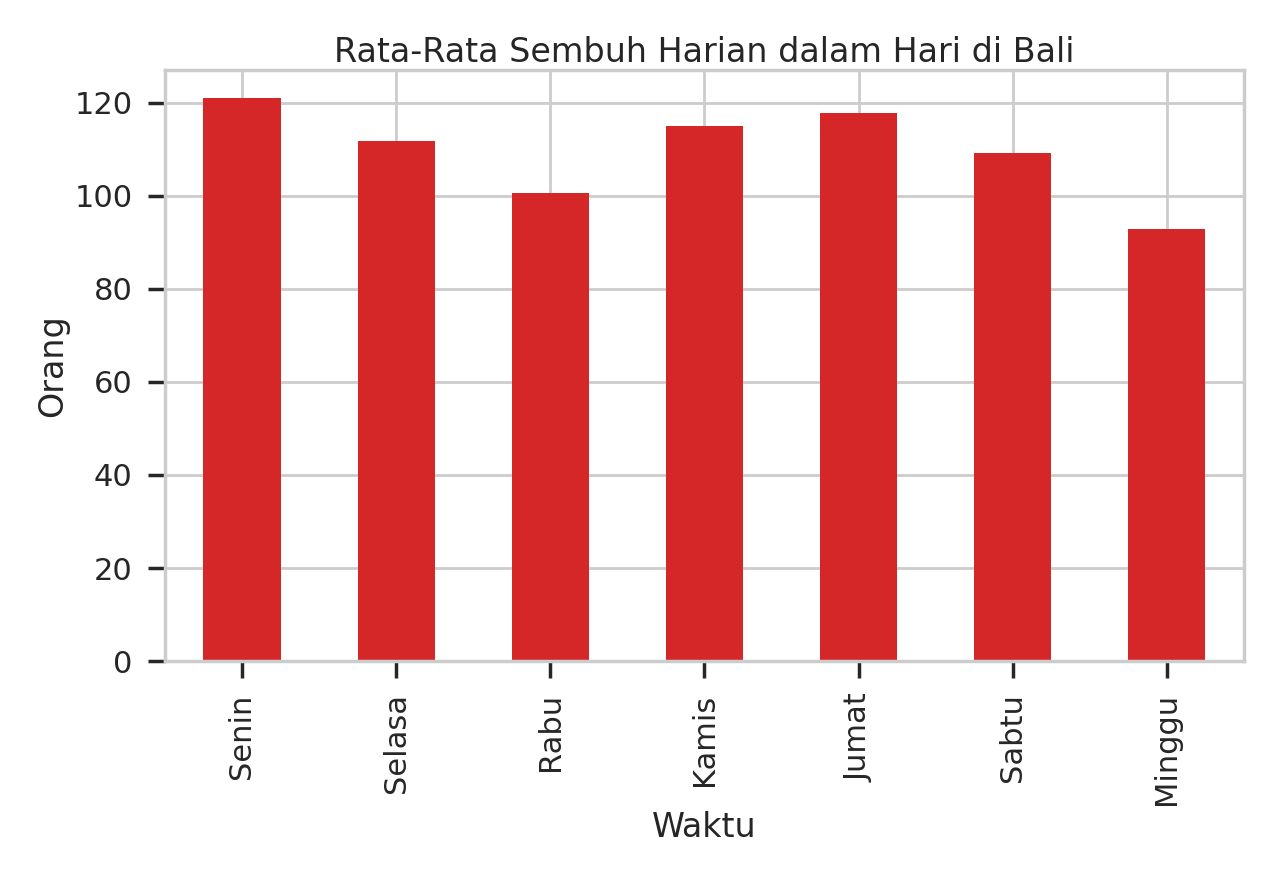 Rata-Rata Sembuh Harian dalam Hari di Bali
120
100
80
60
40
20
0
Orang
Senin
Selasa
Rabu
Kamis
Jumat
Sabtu
Minggu
Waktu